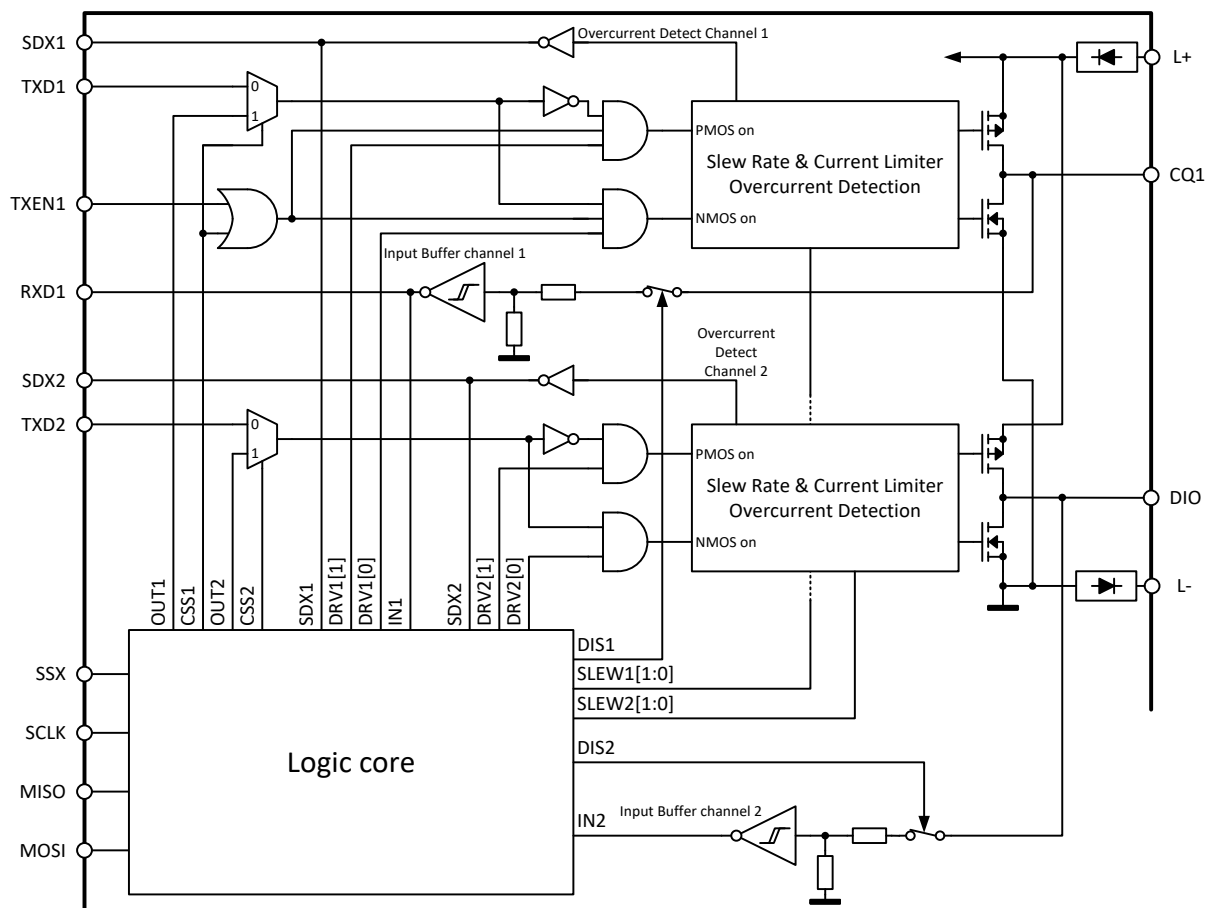 SDX1
Overcurrent Detect Channel 1
L+
TXD1
0
1
PMOS on
Slew Rate & Current Limiter
Overcurrent Detection
CQ1
TXEN1
NMOS on
Input Buffer channel 1
RXD1
Overcurrent
Detect
Channel 2
SDX2
TXD2
0
1
PMOS on
Slew Rate & Current Limiter
Overcurrent Detection
DIO
NMOS on
OUT1
CSS1
OUT2
CSS2
SDX1
DRV1[1]
DRV1[0]
IN1
SDX2
DRV2[1]
DRV2[0]
L-
DIS1
SSX
SLEW1[1:0]
SLEW2[1:0]
SCLK
DIS2
Logic core
MISO
Input Buffer channel 2
IN2
MOSI